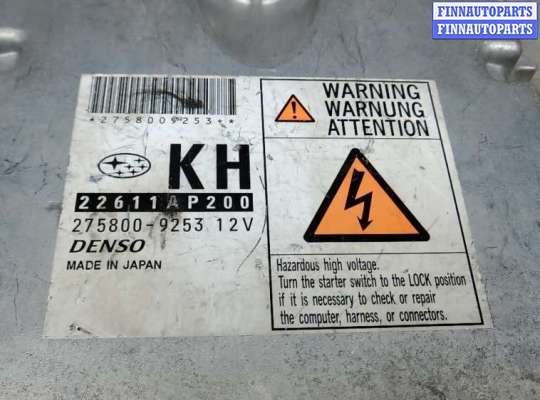 FINNAUTOPARTS
FINNAUTOPARTS
*2758009253**
KH
22611AP200
275800-9253 12V
DENSO
MADE IN JAPAN
WARNING
WARNUNG
ATTENTION
Hazardous high voltage.
Turn the starter switch to the LOCK position
if it is necessary to check or repair
the computer, harness, or connectors.